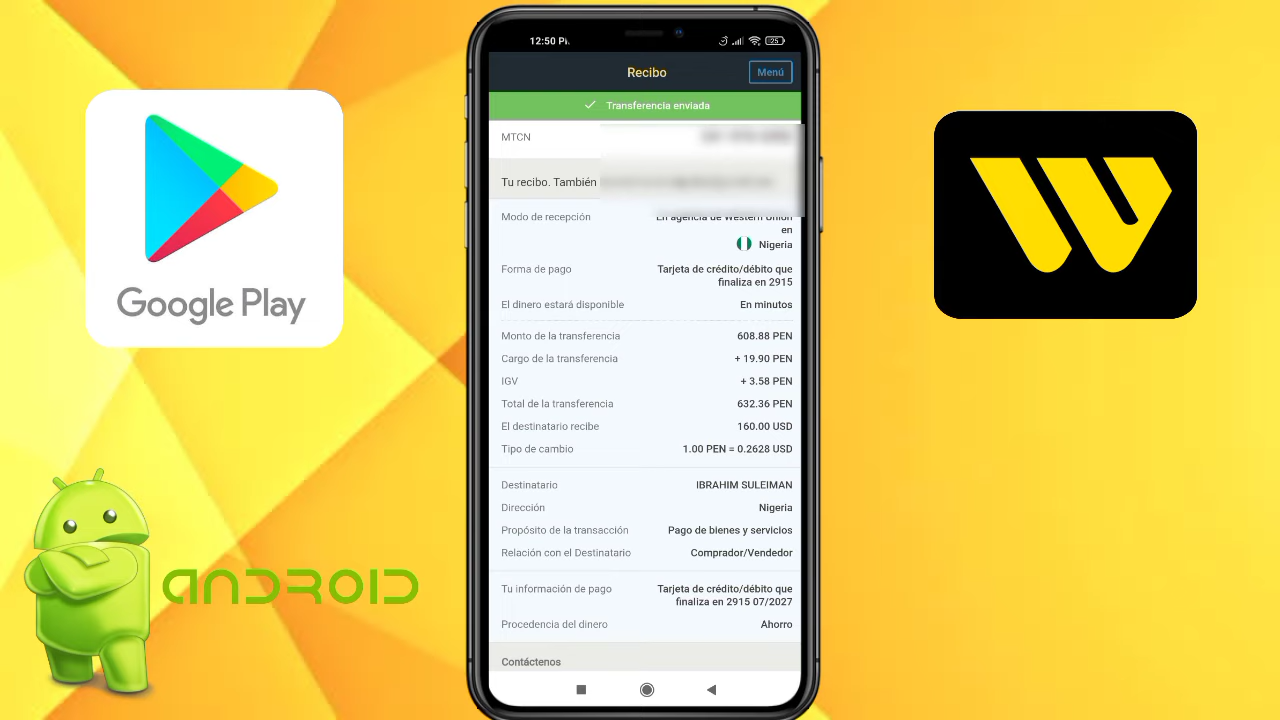 12:50 P
25
Recibo
Menú
Transferencia enviada
MTCN
Tu recibo. También
Modo de recepción
En agencia de Western Union
en
Nigeria
Forma de pago
Tarjeta de crédito/débito que
finaliza en 2915
El dinero estará disponible
En minutos
Monto de la transferencia
608.88 PEN
Cargo de la transferencia
+ 19.90 PEN
IGV
+ 3.58 PEN
Total de la transferencia
632.36 PEN
El destinatario recibe
160.00 USD
Tipo de cambio
1.00 PEN = 0.2628 USD
Destinatario
IBRAHIM SULEIMAN
Dirección
Nigeria
Propósito de la transacción
Pago de bienes y servicios
Relación con el Destinatario
Comprador/Vendedor
Tu información de pago
Tarjeta de crédito/débito que
finaliza en 2915 07/2027
Procedencia del dinero
Ahorro
Contáctenos
Google Play
ANDROID
W